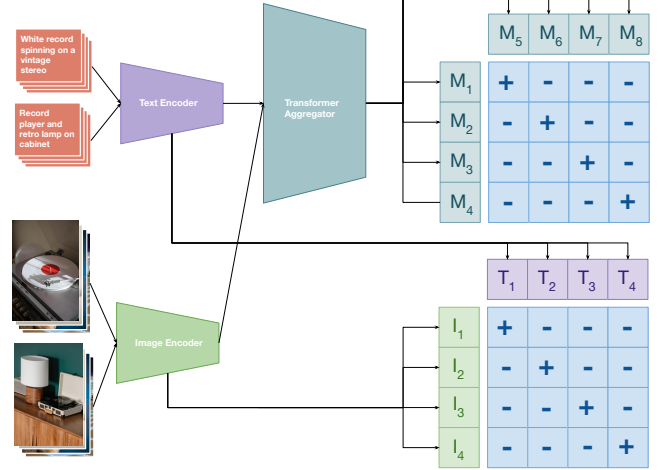 White record
spinning on a
vintage
stereo
Record
player and
retro lamp on
cabinet
Text Encoder
Transformer
Aggregator
Image Encoder
M5 M6 M7 M8
M1 + - - -
M2 - + - -
M3 - - + -
M4 - - - +
T1 T2 T3 T4
I1 + - - -
I2 - + - -
I3 - - + -
I4 - - - +